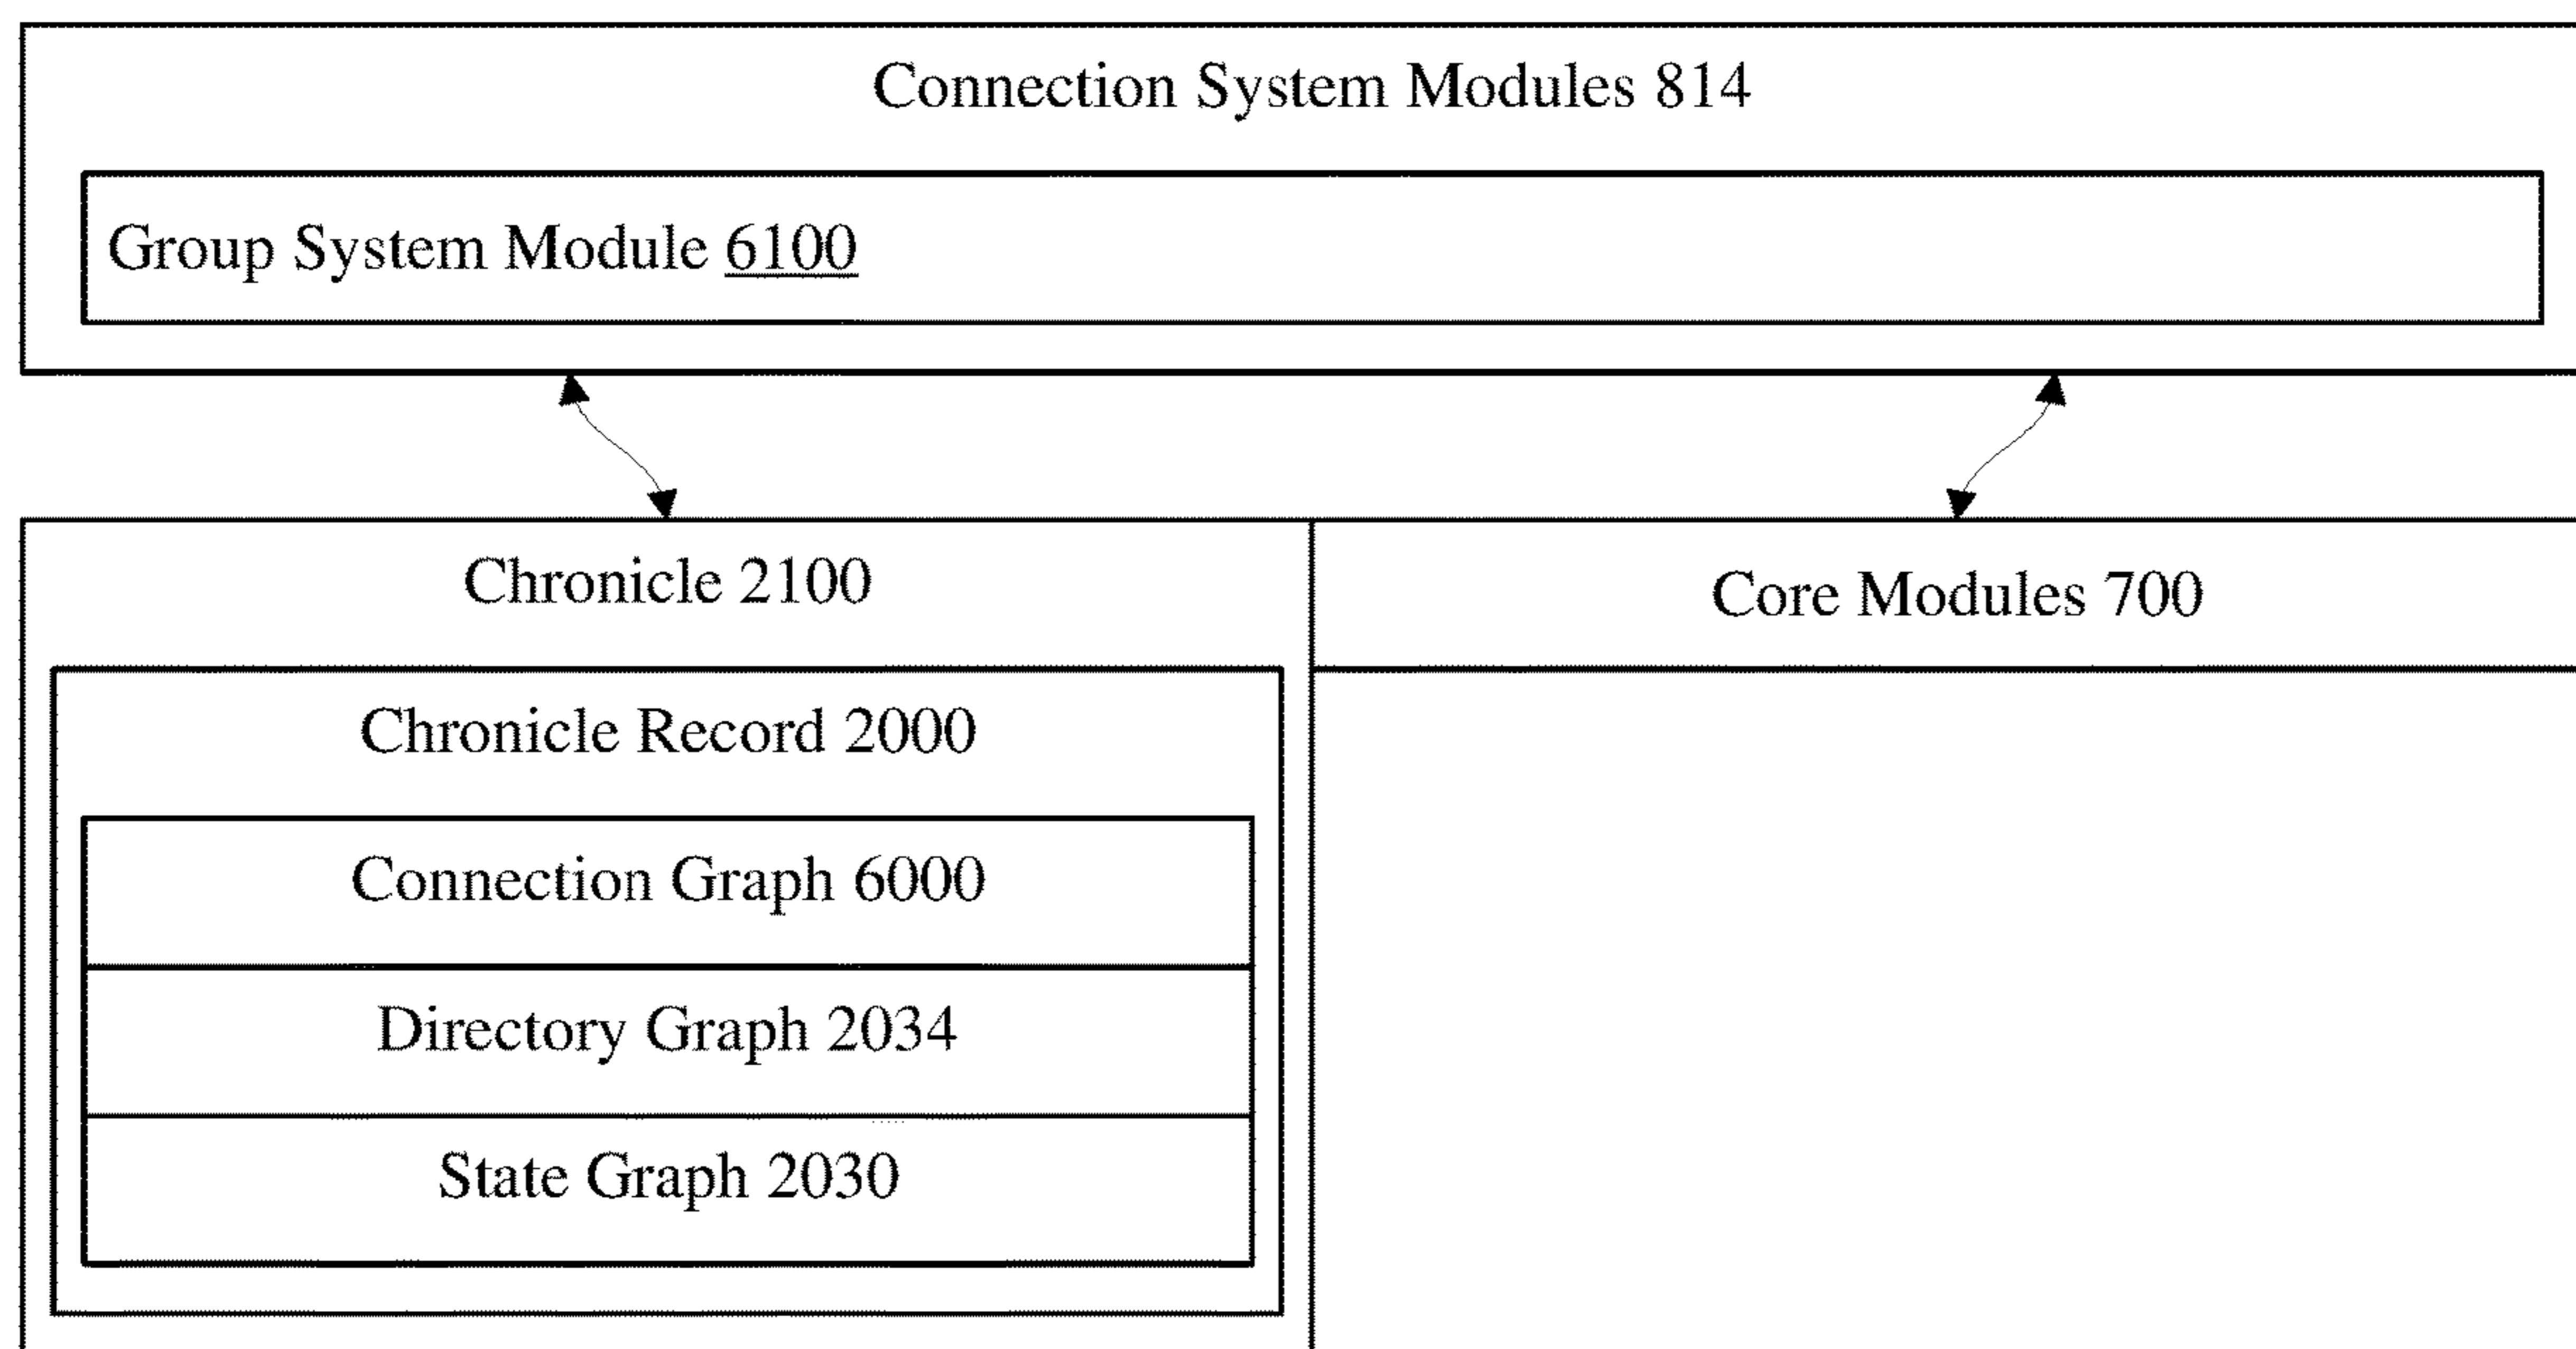 Connection System Modules 814
Group System Module 6100
Chronicle 2100
Core Modules 700
Chronicle Record 2000
Connection Graph 6000
Directory Graph 2034
State Graph 2030